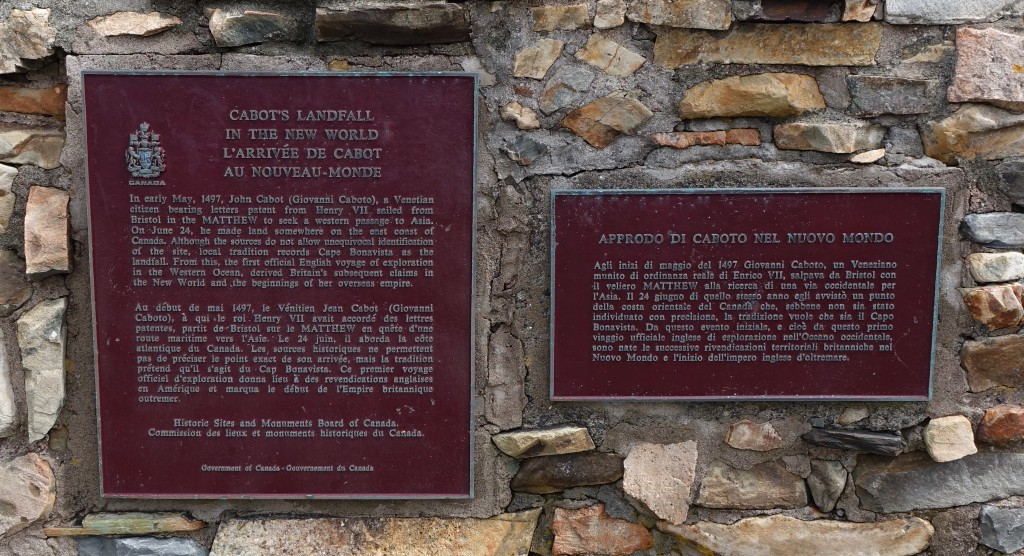 CABOT'S LANDFALL
IN THE NEW WORLD
L'ARRIVÉE DE CABOT
AU NOUVEAU-MONDE
CANADA
In early May, 1497, John Cabot (Giovanni Caboto), a Venetian
citizen bearing letters patent from Henry VII sailed from
Bristol in the MATTHEW to seek a western passage to Asia.
On June 24, he made land somewhere on the east coast of
Canada. Although the sources do not allow unequivocal identification
of the site, local tradition records Cape Bonavista as the
landfall. From this, the first official English voyage of exploration
in the Western Ocean, derived Britain's subsequent claims in
the New World and the beginnings of her overseas empire.
Au début de mai 1497, le Vénitien Jean Cabot (Giovanni
Caboto), à qui le roi Henry VII avait accordé des lettres
patentes, partit de Bristol sur le MATTHEW en quête d'une
route maritime vers l'Asie. Le 24 juin, il aborda la côte
atlantique du Canada. Les sources historiques ne permettent
pas de préciser le point exact de son arrivée, mais la tradition
prétend qu'il s'agit du Cap Bonavista. Ce premier voyage
officiel d'exploration donna lieu à des revendications anglaises
en Amérique et marqua le début de l'Empire britannique
outremer.
Historic Sites and Monuments Board of Canada.
Commission des lieux et monuments historiques du Canada.
Government of Canada - Gouvernement du Canada
APPRODO DI CABOTO NEL NUOVO MONDO
Agli inizi di maggio del 1497 Giovanni Caboto, un Veneziano
munito di ordinanza reale di Enrico VII, salpava da Bristol con
il veliero MATTHEW alla ricerca di una via occidentale per
l'Asia. Il 24 giugno di quello stesso anno egli avvistò un punto
della costa orientale del Canada che, sebbene non sia stato
individuato con precisione, la tradizione vuole che sia il Capo
Bonavista. Da questo evento iniziale, e cioè da questo primo
viaggio ufficiale inglese di esplorazione nell'Oceano occidentale,
sono nate le successive rivendicazioni territoriali britanniche nel
Nuovo Mondo e l'inizio dell'impero inglese d'oltremare.